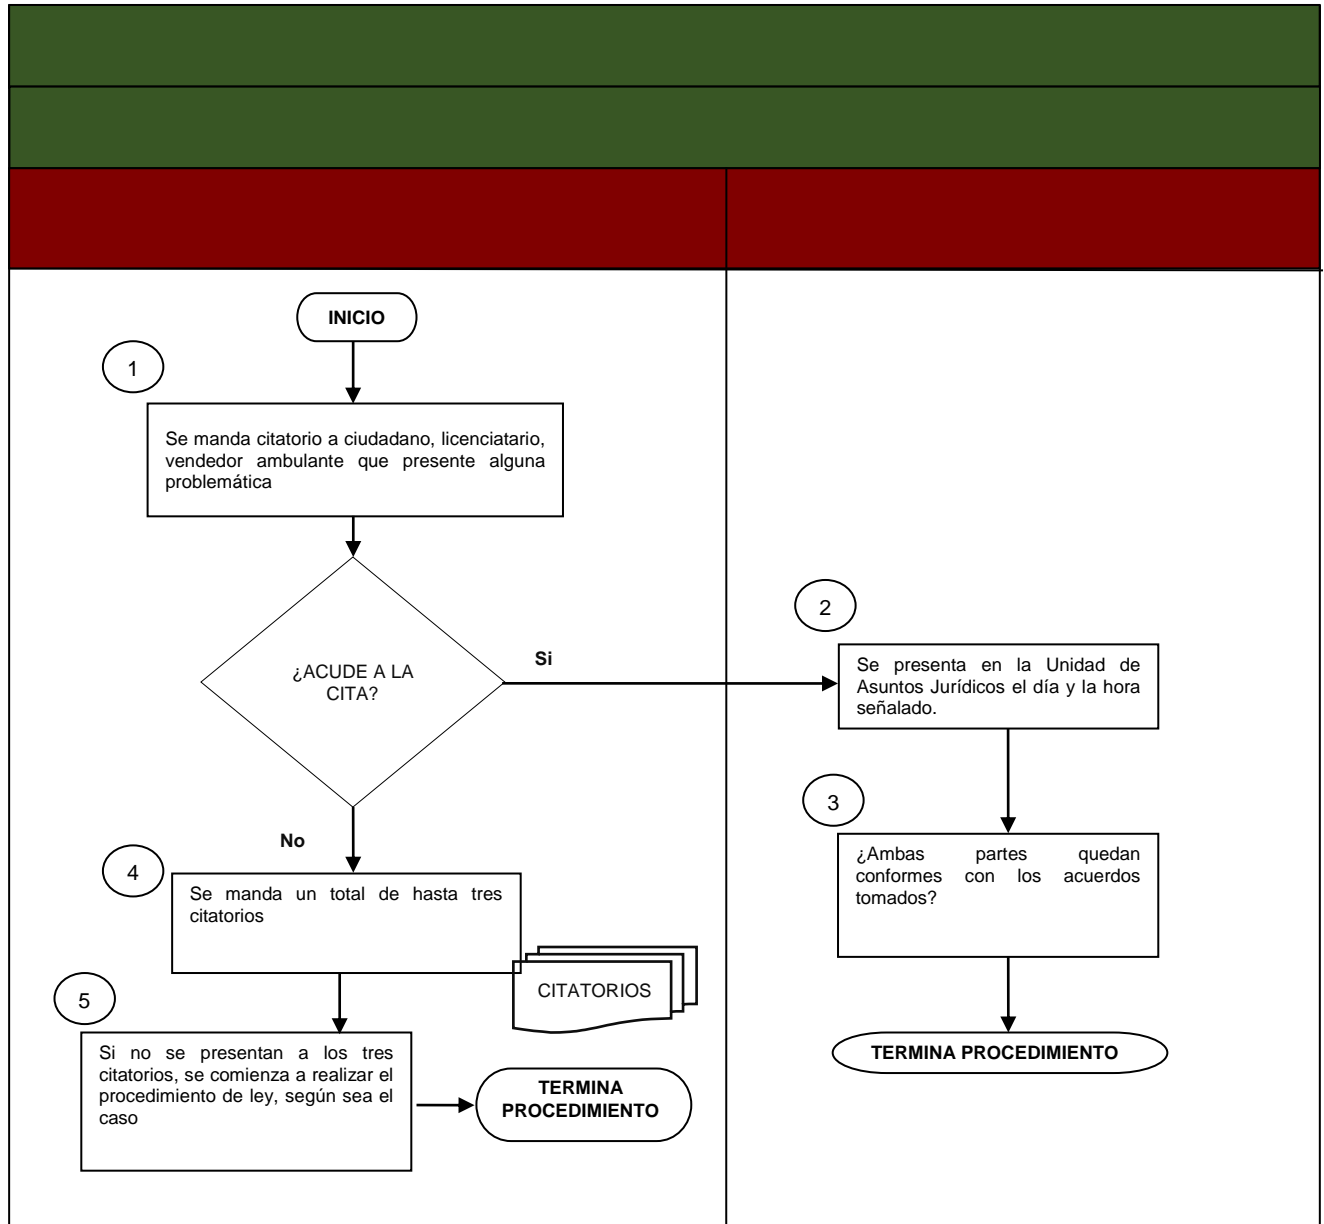 INICIO
1
Se manda citatorio a ciudadano, licenciatario,
vendedor ambulante que presente alguna
problemática
¿ACUDE A LA
CITA?
Si
2
Se presenta en la Unidad de
Asuntos Jurídicos el día y la hora
señalado.
3
¿Ambas partes quedan
conformes con los acuerdos
tomados?
TERMINA PROCEDIMIENTO
No
4
Se manda un total de hasta tres
citatorios
CITATORIOS
5
Si no se presentan a los tres
citatorios, se comienza a realizar el
procedimiento de ley, según sea el
caso
TERMINA
PROCEDIMIENTO